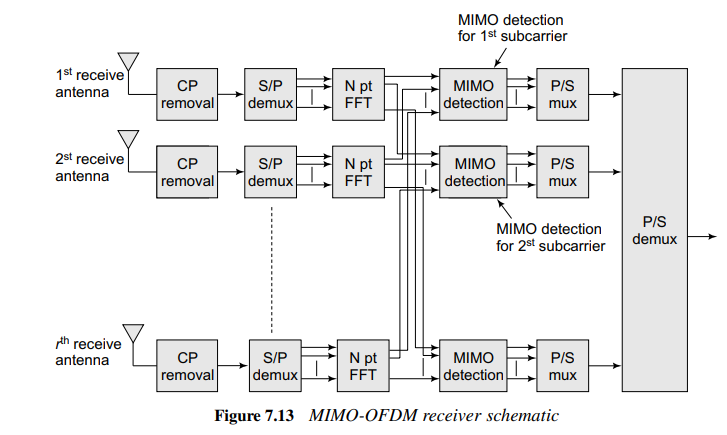 MIMO detection
for 1st subcarrier
1st receive
antenna
CP
removal
S/P
demux
N pt
FFT
MIMO
detection
P/S
mux
2st receive
antenna
CP
removal
S/P
demux
N pt
FFT
MIMO
detection
P/S
mux
MIMO detection
for 2st subcarrier
P/S
demux
rth receive
antenna
CP
removal
S/P
demux
N pt
FFT
MIMO
detection
P/S
mux
Figure 7.13 MIMO-OFDM receiver schematic